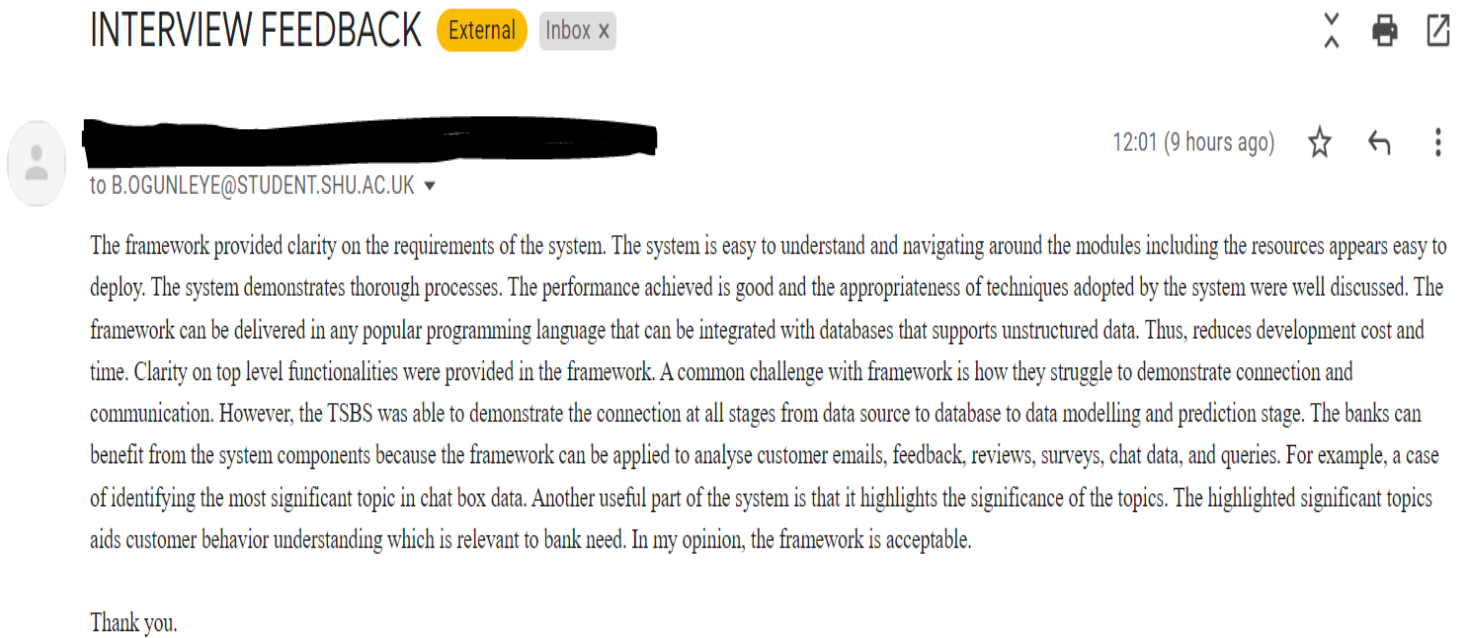 INTERVIEW FEEDBACK External Inbox x
12:01 (9 hours ago)
to B.OGUNLEYE@STUDENT.SHU.AC.UK
The framework provided clarity on the requirements of the system. The system is easy to understand and navigating around the modules including the resources appears easy to
deploy. The system demonstrates thorough processes. The performance achieved is good and the appropriateness of techniques adopted by the system were well discussed. The
framework can be delivered in any popular programming language that can be integrated with databases that supports unstructured data. Thus, reduces development cost and
time. Clarity on top level functionalities were provided in the framework. A common challenge with framework is how they struggle to demonstrate connection and
communication. However, the TSBS was able to demonstrate the connection at all stages from data source to database to data modelling and prediction stage. The banks can
benefit from the system components because the framework can be applied to analyse customer emails, feedback, reviews, surveys, chat data, and queries. For example, a case
of identifying the most significant topic in chat box data. Another useful part of the system is that it highlights the significance of the topics. The highlighted significant topics
aids customer behavior understanding which is relevant to bank need. In my opinion, the framework is acceptable.
Thank you.